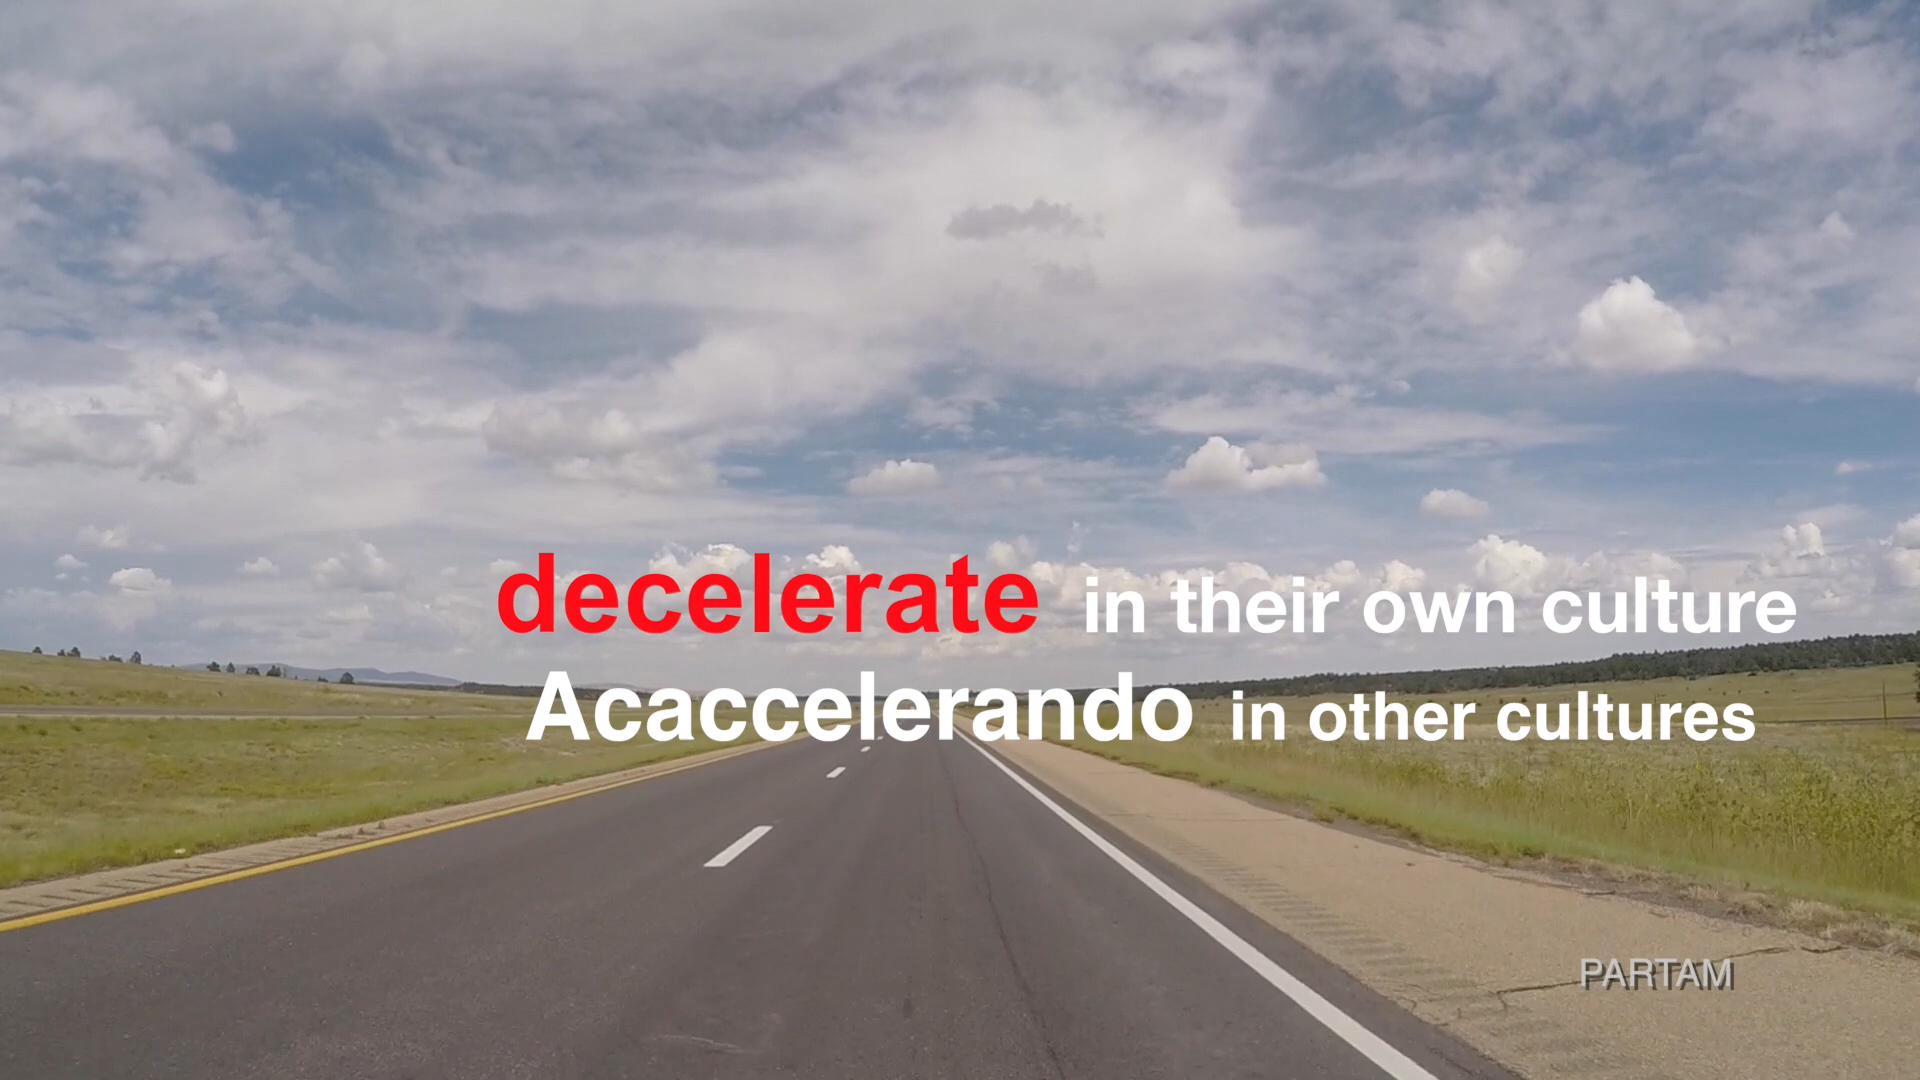 decelerate in their own culture
Acaccelerando in other cultures
PARTAM